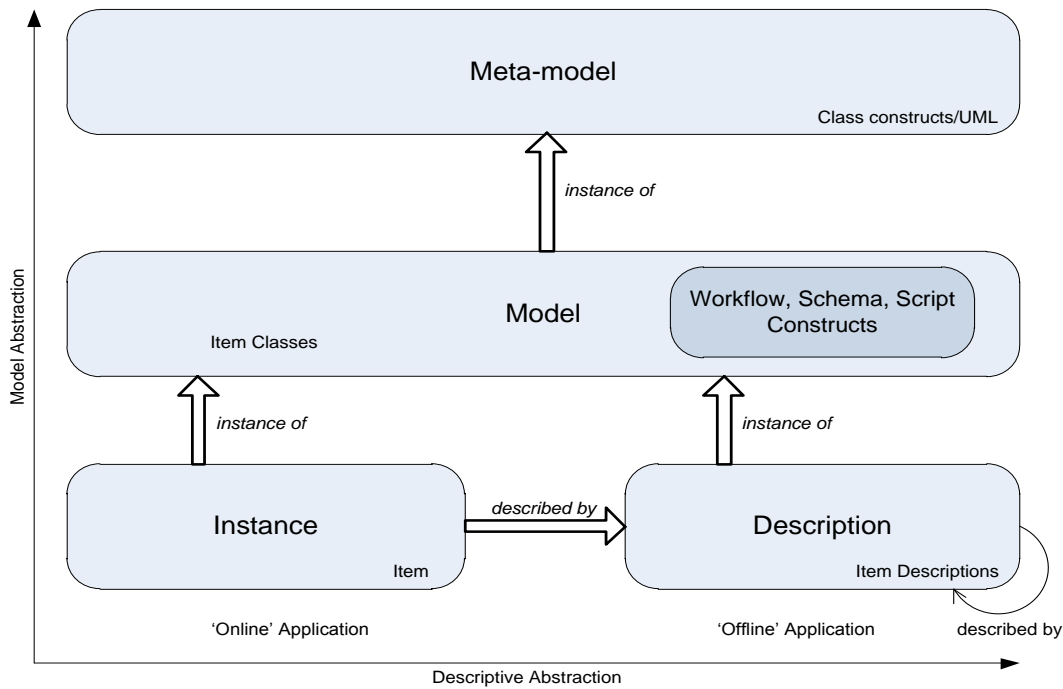 Meta-model
Class constructs/UML
instance of
Model Abstraction
Workflow, Schema, Script
Constructs
Model
Item Classes
instance of
instance of
Instance
Item
described by
Description
Item Descriptions
described by
‘Online’ Application
‘Offline’ Application
Descriptive Abstraction